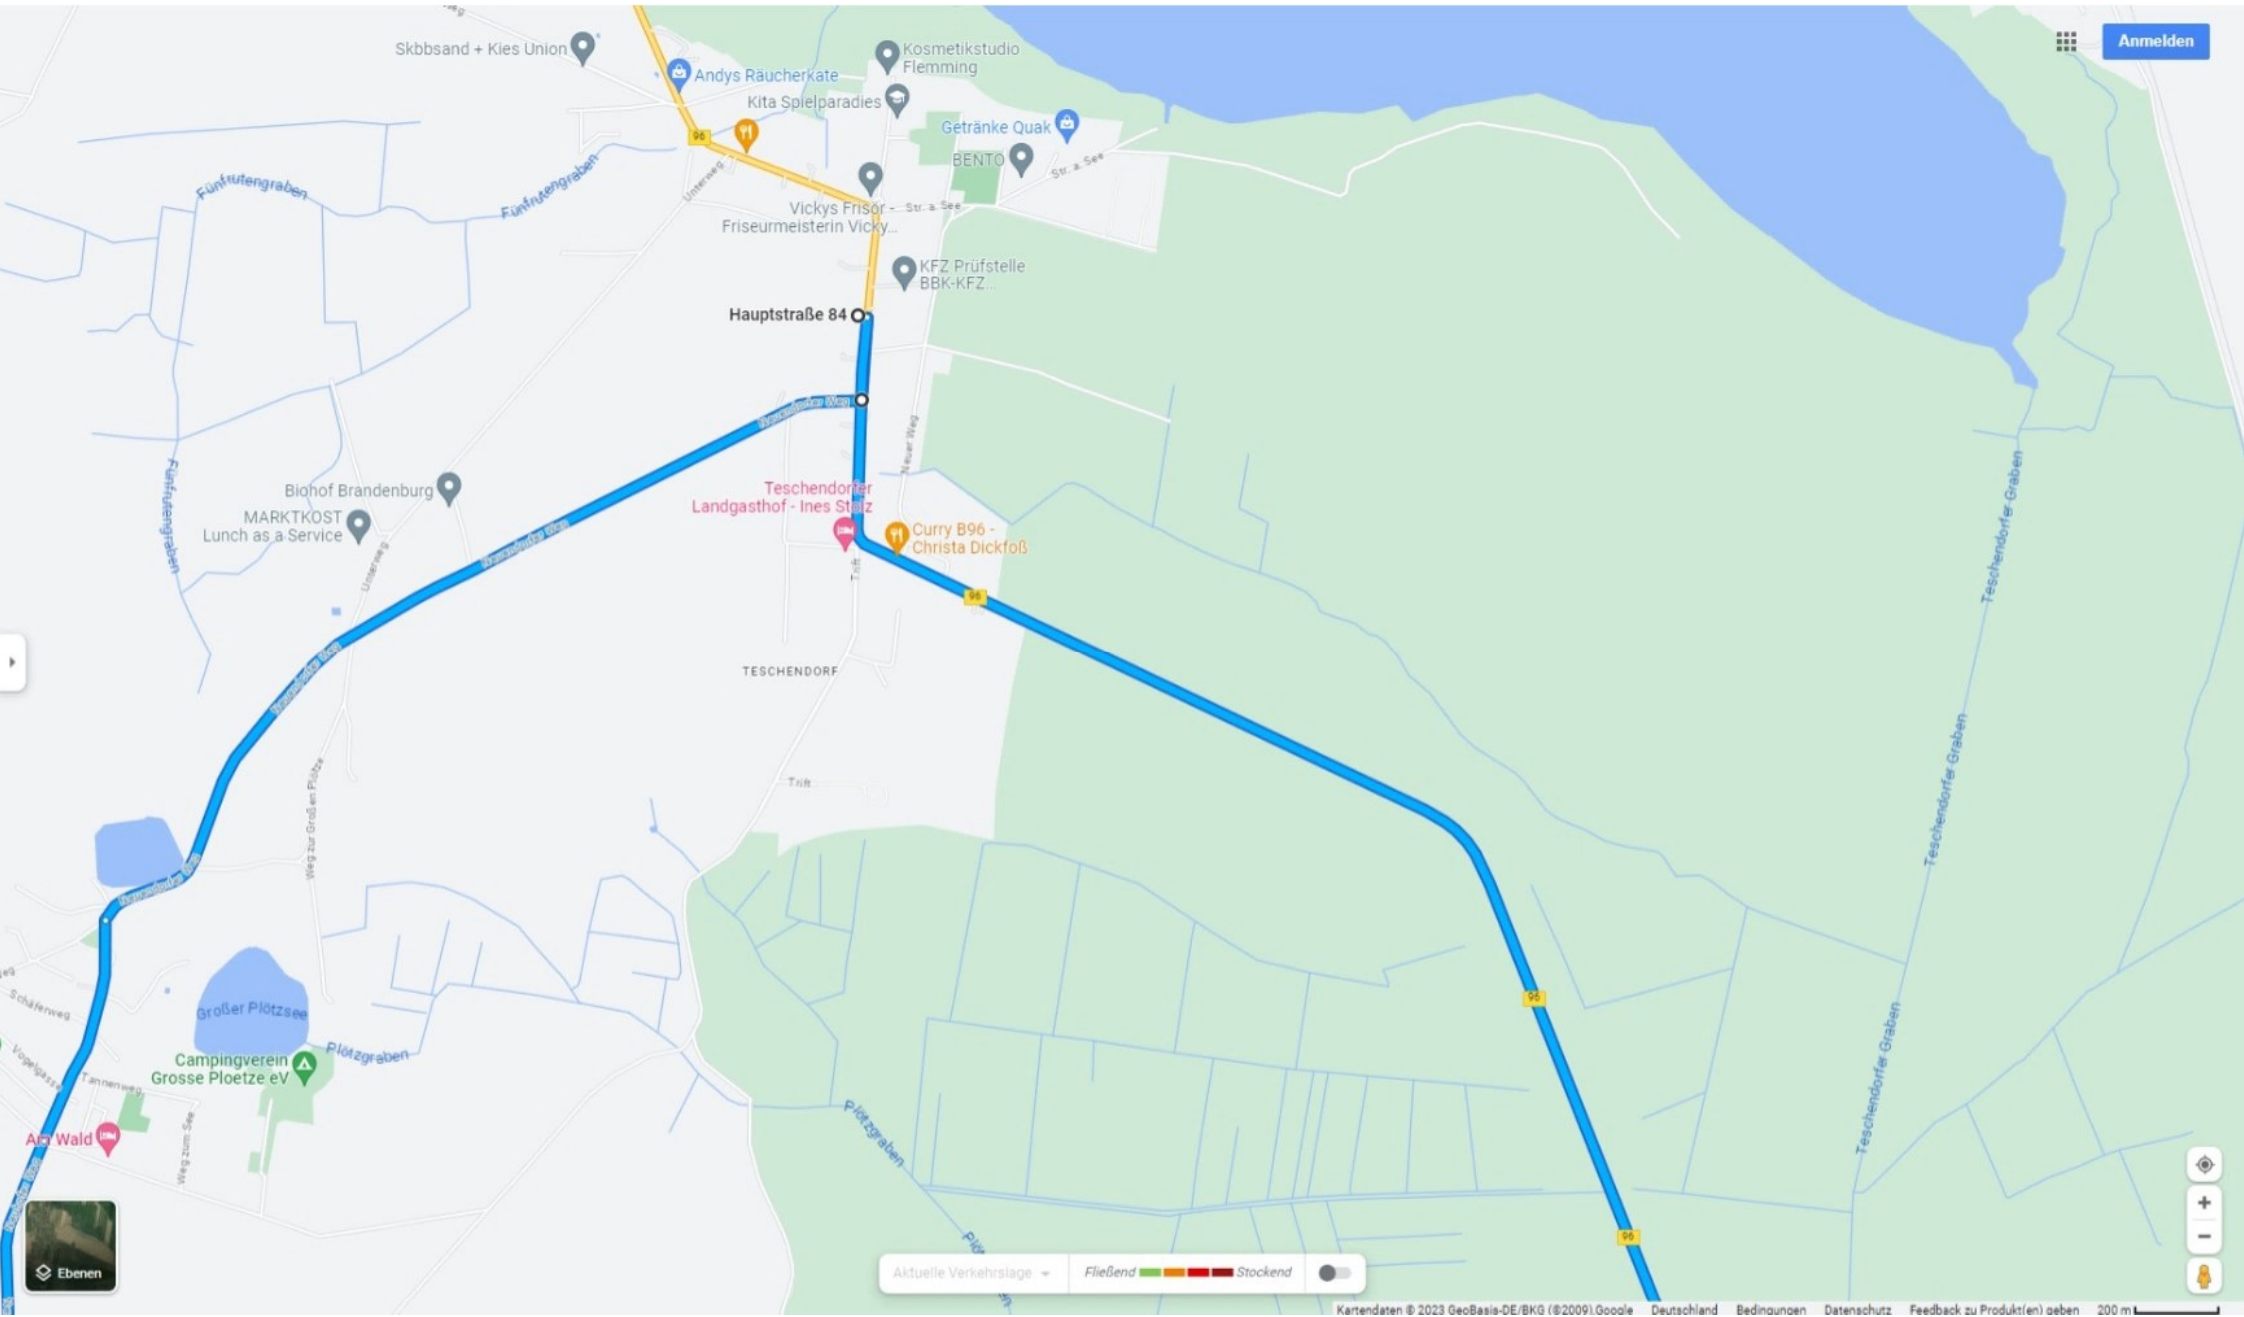 Anmelden
Skbbsand + Kies Union
Kosmetikstudio
Flemming
Andys Räucherkate
Kita Spielparadies
Getränke Quak
96
BENTO
Str. a. See
Fünfrutengraben
Fünfrutengraben
Unterweg
Vickys Frisör -
Friseurmeisterin Vicky...
Str. a. See
KFZ Prüfstelle
BBK-KFZ...
Hauptstraße 84
Neuer Weg
Fünfrutengraben
Biohof Brandenburg
MARKTKOST
Lunch as a Service
Unterweg
Teschendorfer
Landgasthof - Ines Stolz
Curry B96 -
Christa Dickfoß
Trift
96
Teschendorfer Graben
TESCHENDORF
Trift
Weg zur Großen Plötze
Teschendorfer Graben
Schäferweg
Großer Plötzsee
96
Vogelgasse
Plötzgraben
Campingverein
Grosse Ploetze eV
Tannenweg
Teschendorfer Graben
Plötzgraben
Am Wald
Weg zum See
96
Ebenen
Aktuelle Verkehrslage
Fließend
Stockend
Kartendaten © 2023 GeoBasis-DE/BKG (©2009),Google Deutschland Bedingungen Datenschutz Feedback zu Produkt(en) geben 200 m